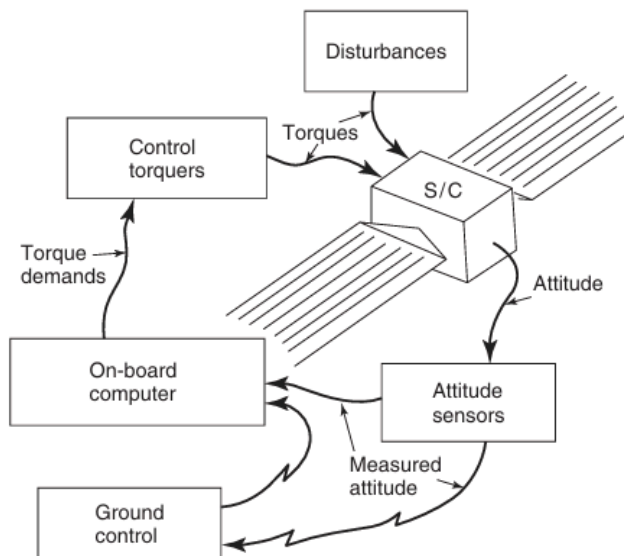 Disturbances
Torques
Control
torquers
S/C
Torque
demands
Attitude
On-board
computer
Attitude
sensors
Measured
attitude
Ground
control